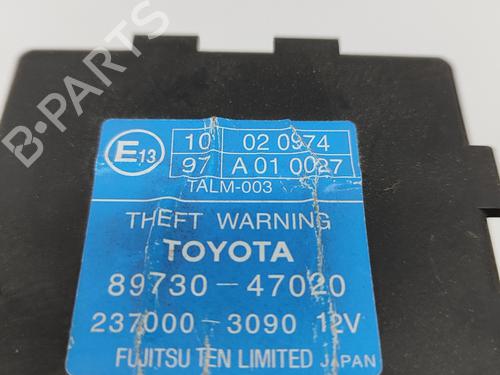 B-PARTS
E13
10 02 0974
97 A 01 0027
TALM-003
THEFT WARNING
TOYOTA
89730-47020
237000-3090 12V
FUJITSU TEN LIMITED JAPAN